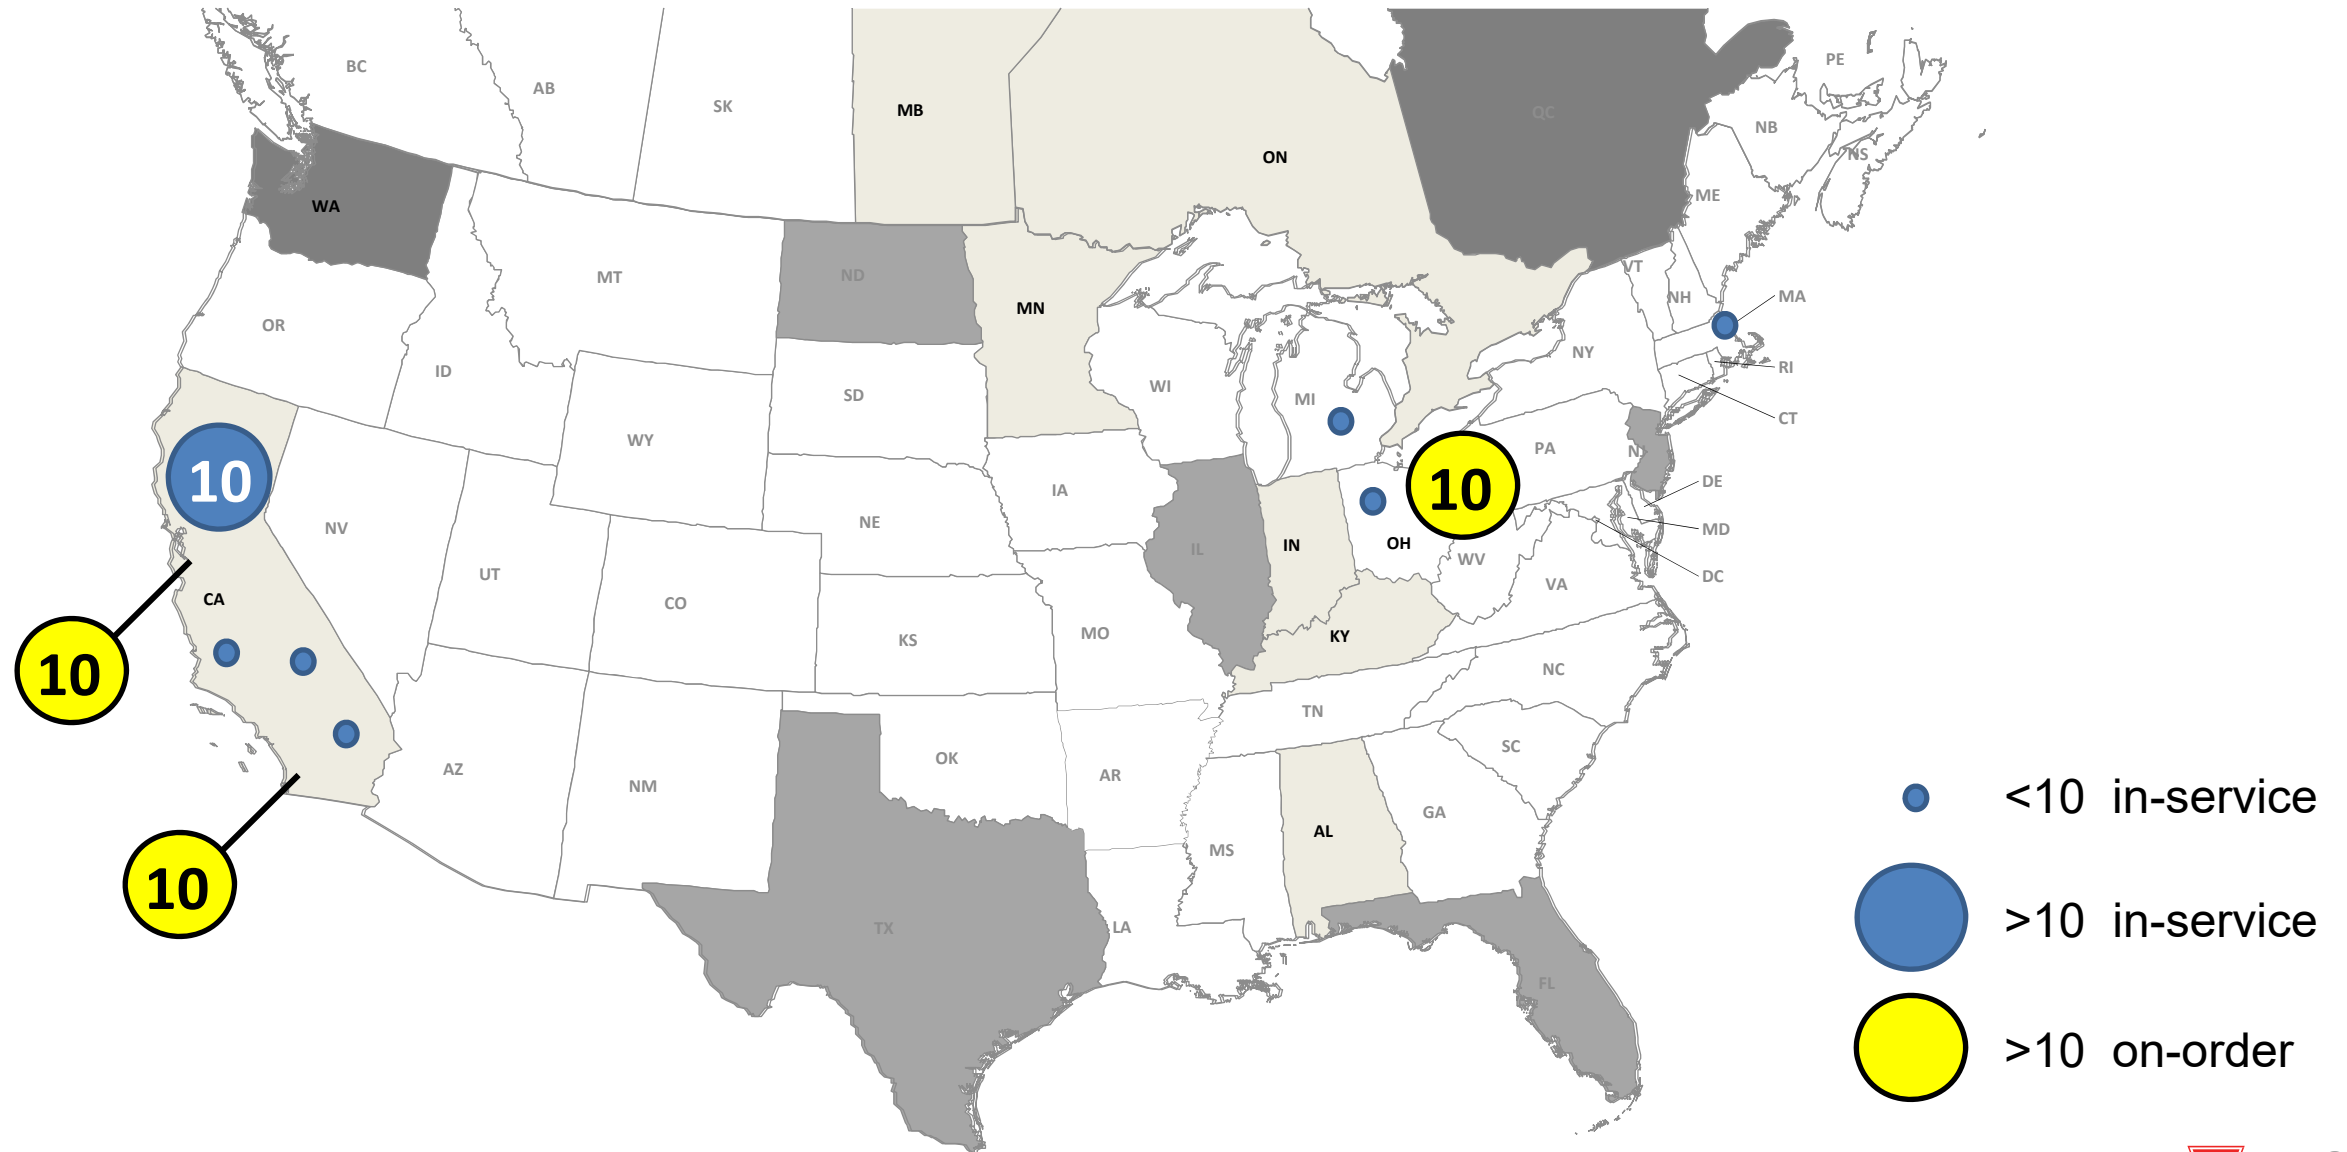 BC
AB
SK
MB
ON
QC
PE
NB
NS
ME
WA
MT
ND
MN
VT
NH
MA
OR
ID
SD
WI
MI
NY
RI
CT
WY
PA
NJ
DE
10
10
NV
NE
IA
IL
IN
OH
WV
MD
DC
UT
CO
KS
MO
KY
VA
CA
10
NC
TN
AZ
NM
OK
AR
SC
MS
AL
GA
10
TX
LA
FL
<10 in-service
>10 in-service
>10 on-order